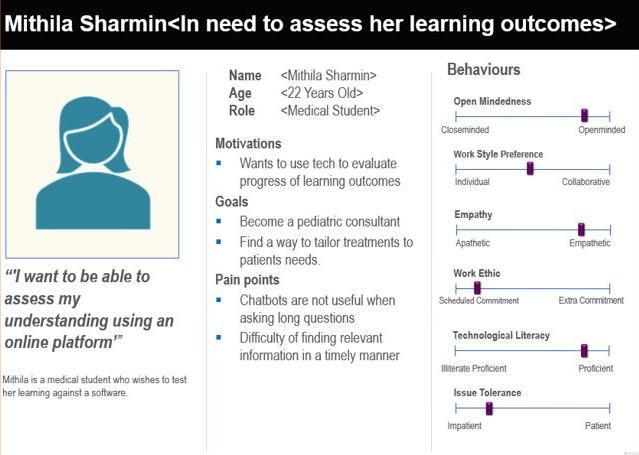 Mithila Sharmin<In need to assess her learning outcomes>
Name <Mithila Sharmin>
Age <22 Years Old>
Role <Medical Student>
Motivations
Wants to use tech to evaluate
progress of learning outcomes
Goals
Become a pediatric consultant
Find a way to tailor treatments to
patients needs.
Pain points
Chatbots are not useful when
asking long questions
Difficulty of finding relevant
information in a timely manner
“'I want to be able to
assess my
understanding using an
online platform'”
Mithila is a medical student who wishes to test
her learning against a software.
Behaviours
Open Mindedness
Closeminded Openminded
Work Style Preference
Individual Collaborative
Empathy
Apathetic Empathetic
Work Ethic
Scheduled Commitment Extra Commitment
Technological Literacy
Illiterate Proficient Proficient
Issue Tolerance
Impatient Patient